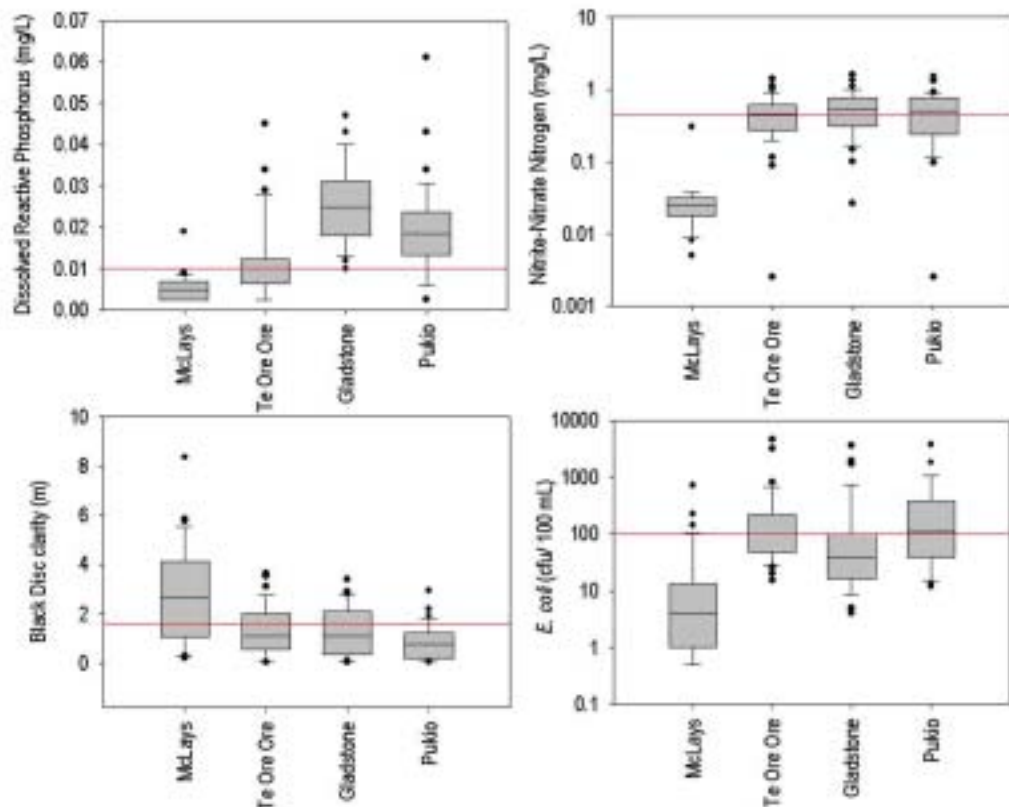 Dissolved Reactive Phosphorus (mg/L)
0.07
0.06
0.05
0.04
0.03
0.02
0.01
0.00
McLays
Te Ore Ore
Gladstone
Pukio
Nitrite-Nitrate Nitrogen (mg/L)
10
1
0.1
0.01
0.001
McLays
Te Ore Ore
Gladstone
Pukio
Black Disc clarity (m)
10
8
6
4
2
0
McLays
Te Ore Ore
Gladstone
Pukio
E. coli (cfu/ 100 mL)
10000
1000
100
10
1
0.1
McLays
Te Ore Ore
Gladstone
Pukio